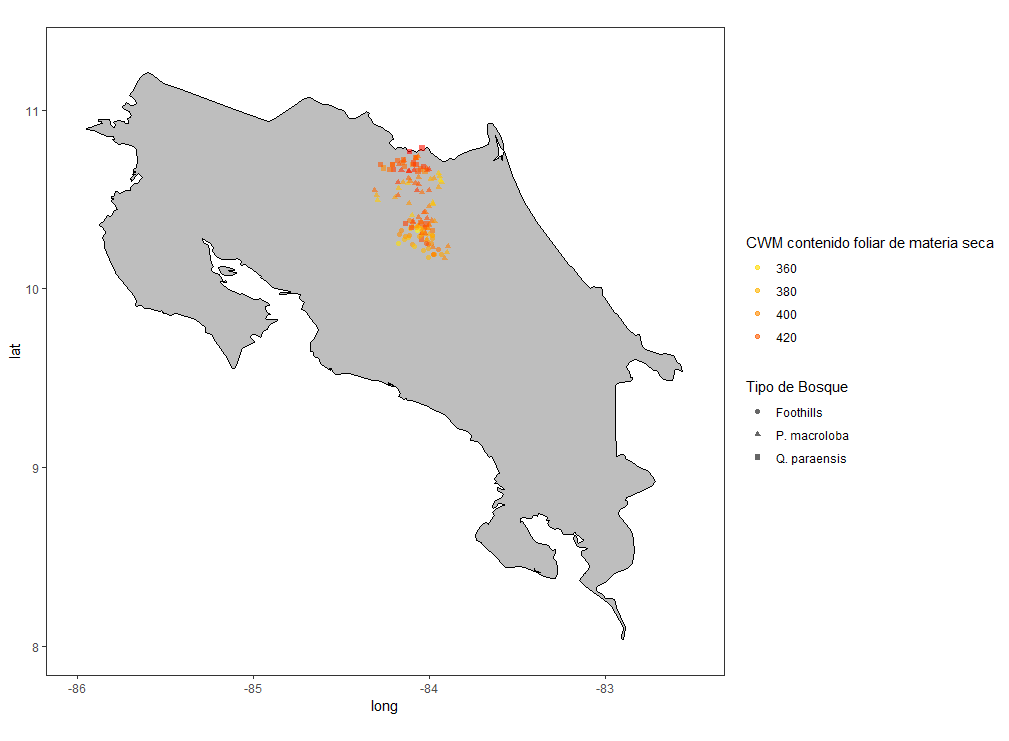 11
10
9
8
lat
-86
-85
-84
-83
long
CWM contenido foliar de materia seca
360
380
400
420
Tipo de Bosque
Foothills
P. macroloba
Q. paraensis